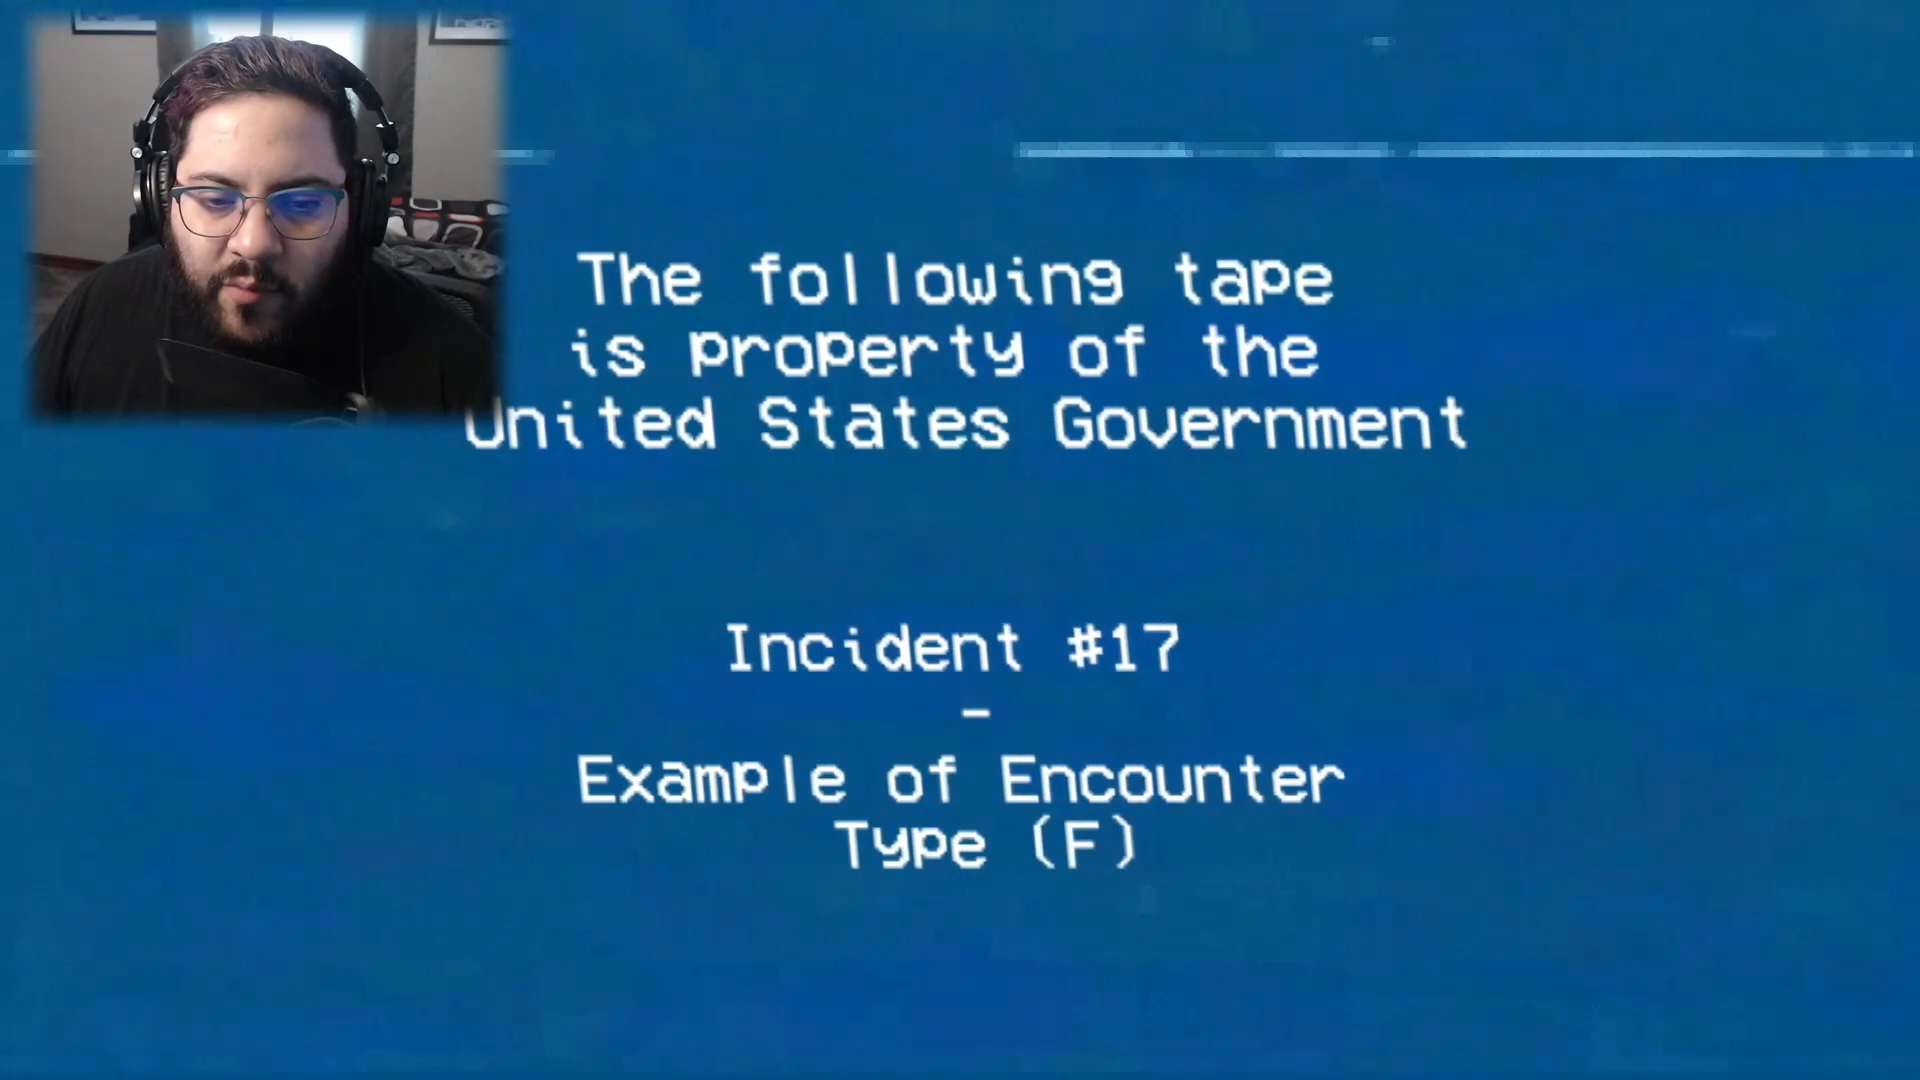 The following tape
is property of the
United States Government
Incident #17
-
Example of Encounter
Type (F)